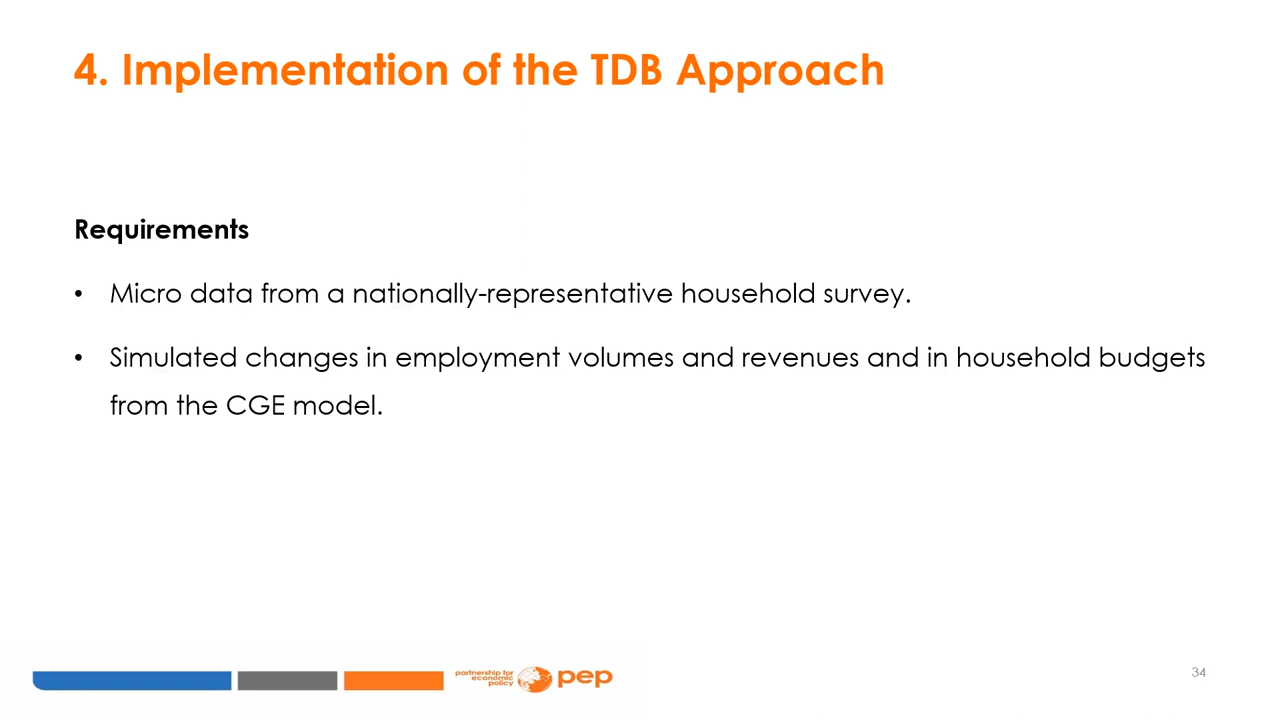 4. Implementation of the TDB Approach
Requirements
• Micro data from a nationally-representative household survey.
• Simulated changes in employment volumes and revenues and in household budgets
from the CGE model.
partnership for
economic
policy
pep
34